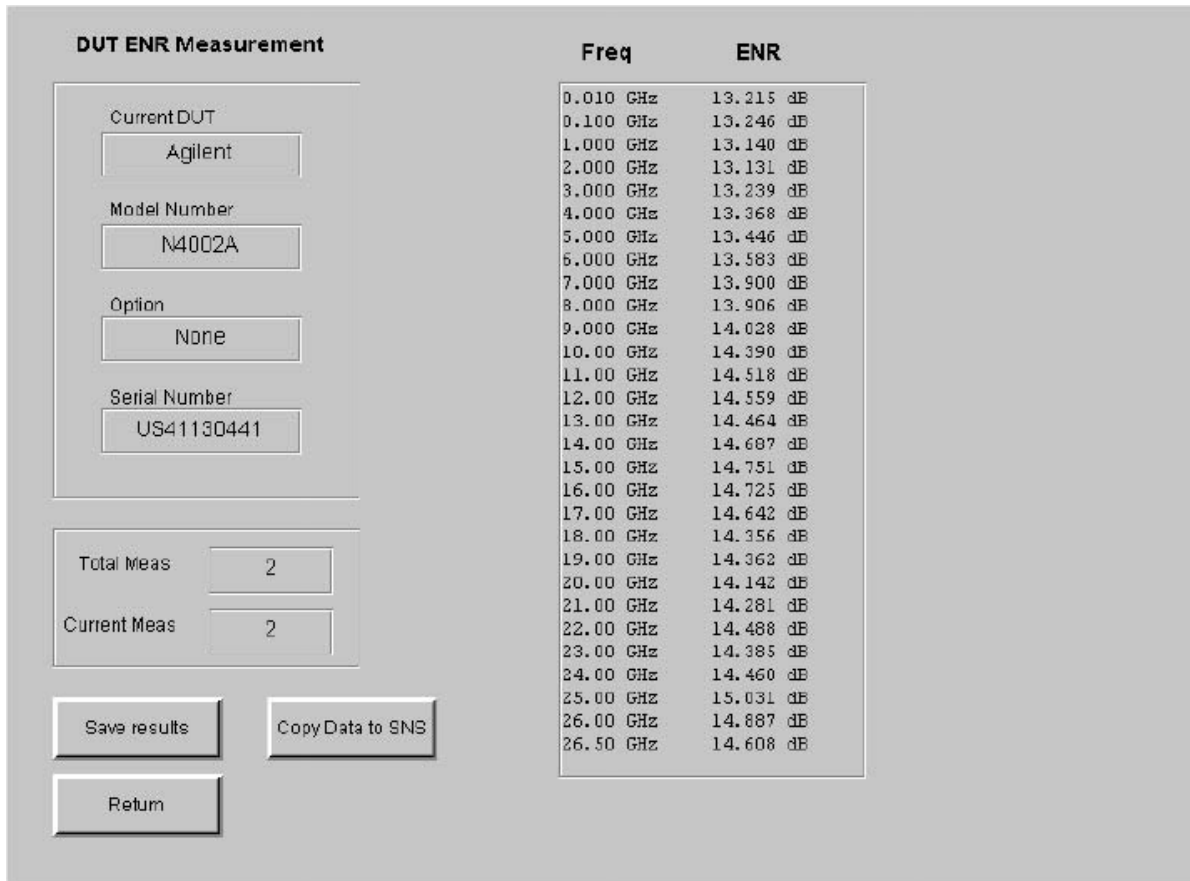 DUT ENR Measurement
Current DUT
Agilent
Model Number
N4002A
Option
None
Serial Number
US41130441
Total Meas
2
Current Meas
2
Save results
Copy Data to SNS
Return
Freq ENR
0.010 GHz 13.215 dB
0.100 GHz 13.246 dB
1.000 GHz 13.140 dB
2.000 GHz 13.131 dB
3.000 GHz 13.239 dB
4.000 GHz 13.368 dB
5.000 GHz 13.446 dB
6.000 GHz 13.583 dB
7.000 GHz 13.900 dB
8.000 GHz 13.906 dB
9.000 GHz 14.028 dB
10.00 GHz 14.390 dB
11.00 GHz 14.518 dB
12.00 GHz 14.559 dB
13.00 GHz 14.464 dB
14.00 GHz 14.687 dB
15.00 GHz 14.751 dB
16.00 GHz 14.725 dB
17.00 GHz 14.642 dB
18.00 GHz 14.356 dB
19.00 GHz 14.362 dB
20.00 GHz 14.142 dB
21.00 GHz 14.281 dB
22.00 GHz 14.488 dB
23.00 GHz 14.385 dB
24.00 GHz 14.460 dB
25.00 GHz 15.031 dB
26.00 GHz 14.887 dB
26.50 GHz 14.608 dB